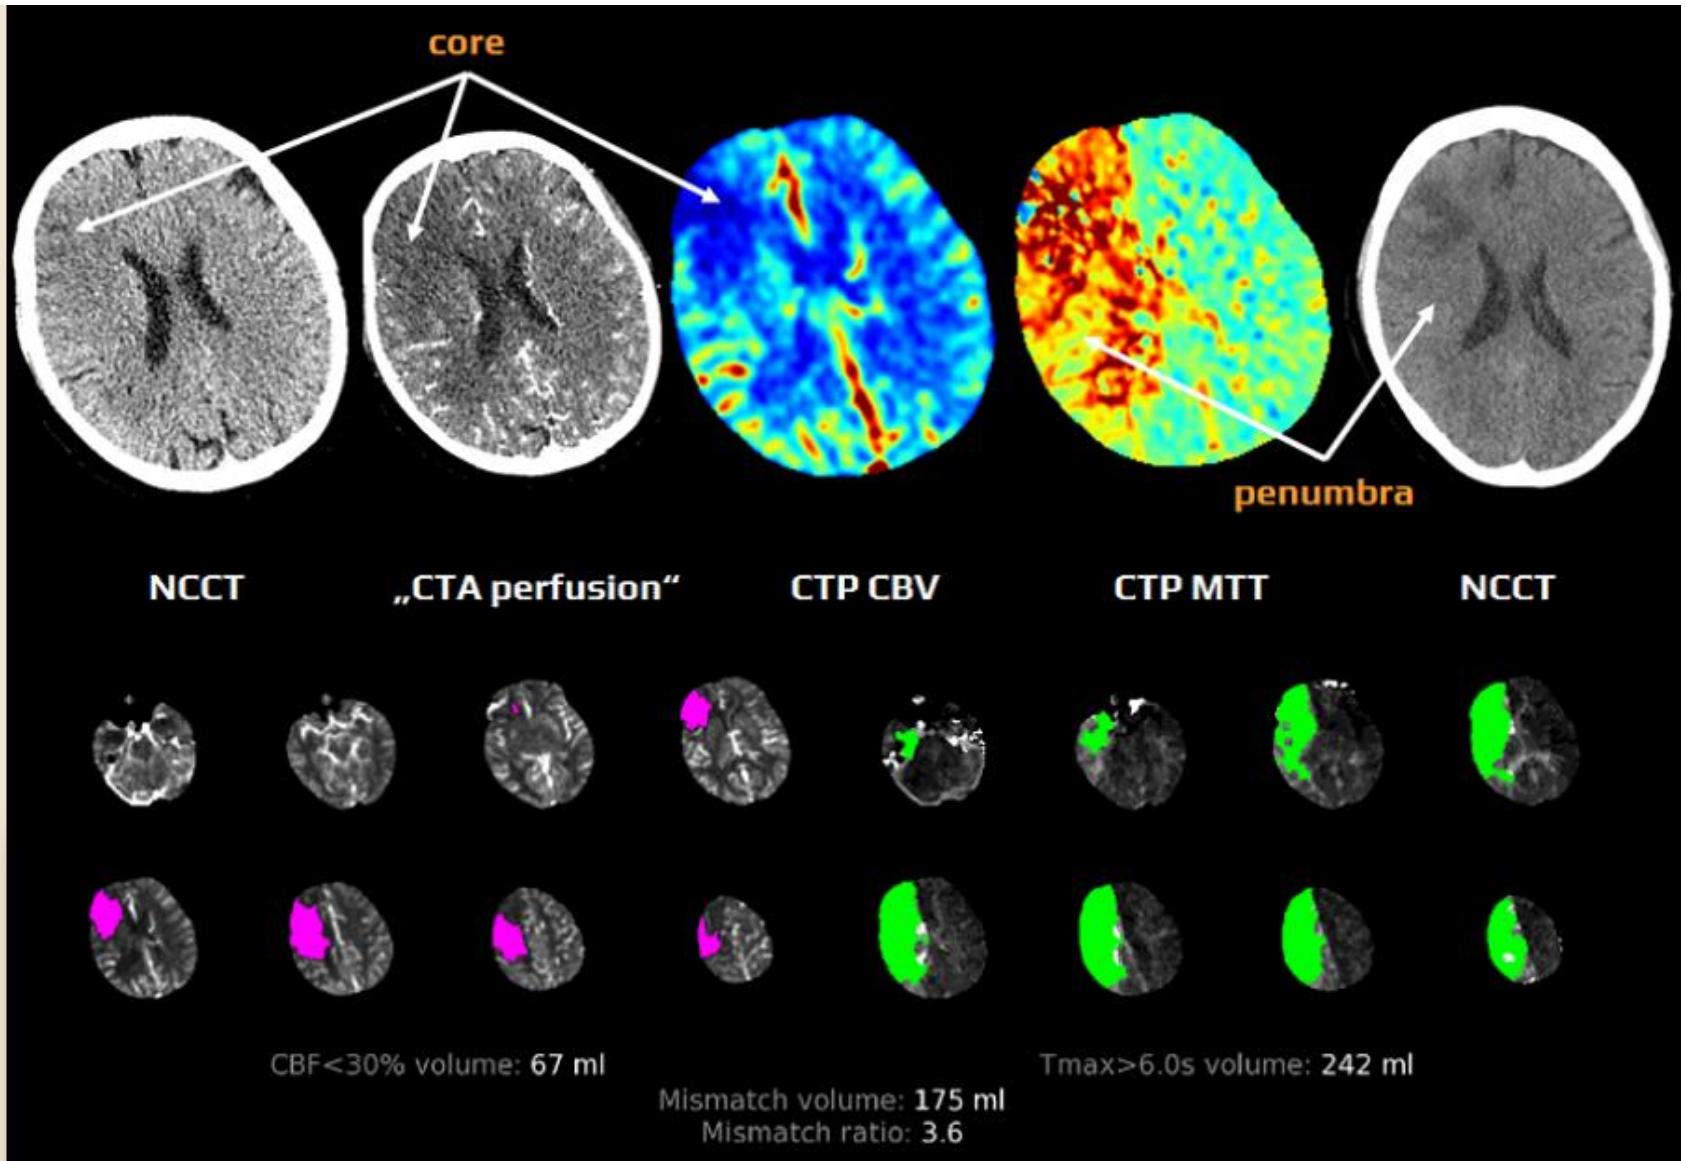 core
penumbra
NCCT
„CTA perfusion“
CTP CBV
CTP MTT
NCCT
CBF<30% volume: 67 ml
Tmax>6.0s volume: 242 ml
Mismatch volume: 175 ml
Mismatch ratio: 3.6